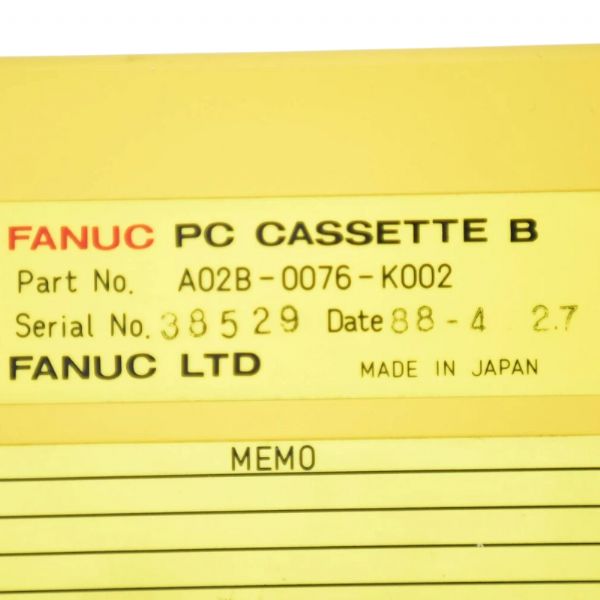 FANUC PC CASSETTE B
Part No. A02B-0076-K002
Serial No. 38529 Date 88-4 2.7
FANUC LTD MADE IN JAPAN
MEMO